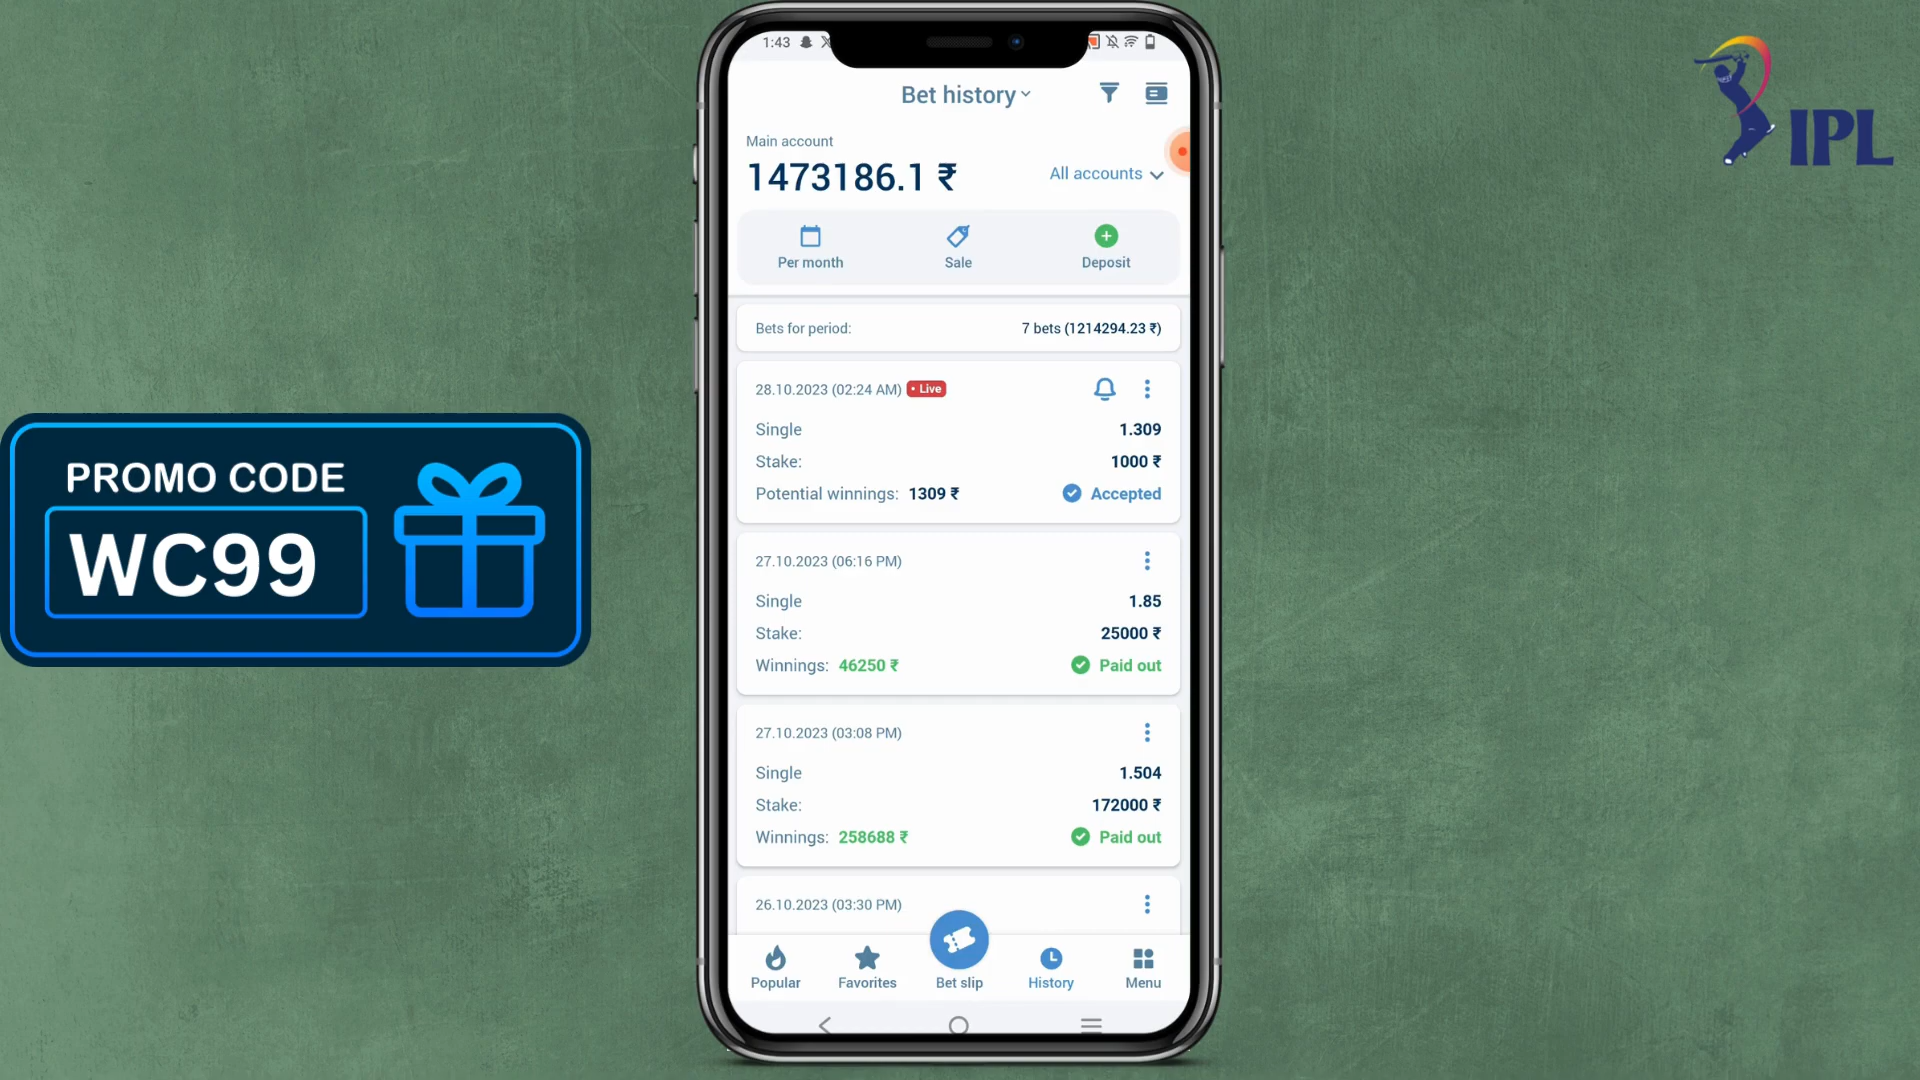 1:43
Bet history
Main account
1473186.1 ₹
All accounts
Per month
Sale
Deposit
Bets for period:
7 bets (1214294.23 ₹)
28.10.2023 (02:24 AM)
• Live
Single
1.309
Stake:
1000 ₹
Potential winnings: 1309 ₹
Accepted
27.10.2023 (06:16 PM)
Single
1.85
Stake:
25000 ₹
Winnings: 46250 ₹
Paid out
27.10.2023 (03:08 PM)
Single
1.504
Stake:
172000 ₹
Winnings: 258688 ₹
Paid out
26.10.2023 (03:30 PM)
Popular
Favorites
Bet slip
History
Menu
PROMO CODE
WC99
IPL